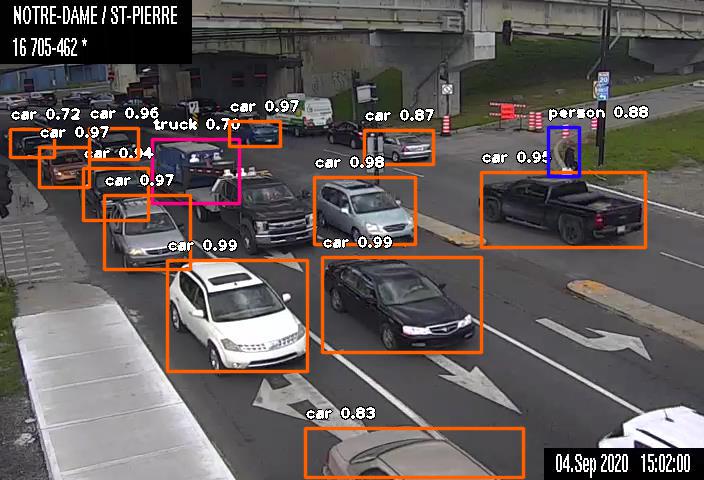 NOTRE-DAME / ST-PIERRE
16 705-462 *
car 0.72
car 0.96
car 0.97
car 0.97
truck 0.70
car 0.94
car 0.97
car 0.87
person 0.88
car 0.98
car 0.95
car 0.99
car 0.99
car 0.83
04.Sep 2020 15:02:00